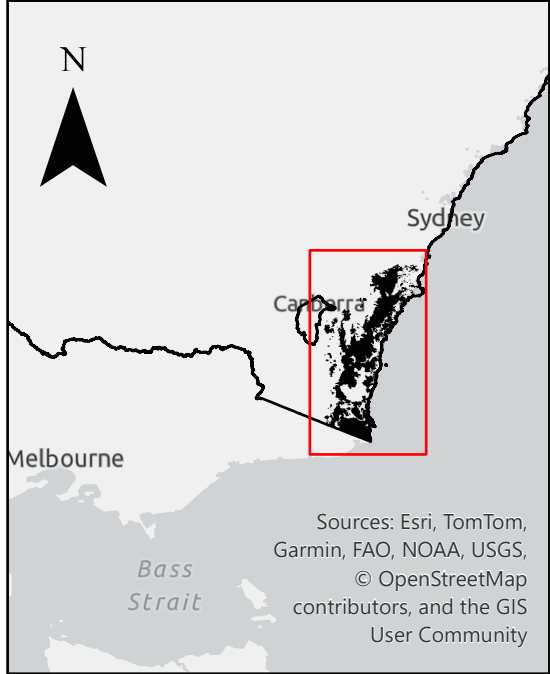 N
Sydney
Canberra
Melbourne
Bass
Strait
Sources: Esri, TomTom,
Garmin, FAO, NOAA, USGS,
© OpenStreetMap
contributors, and the GIS
User Community